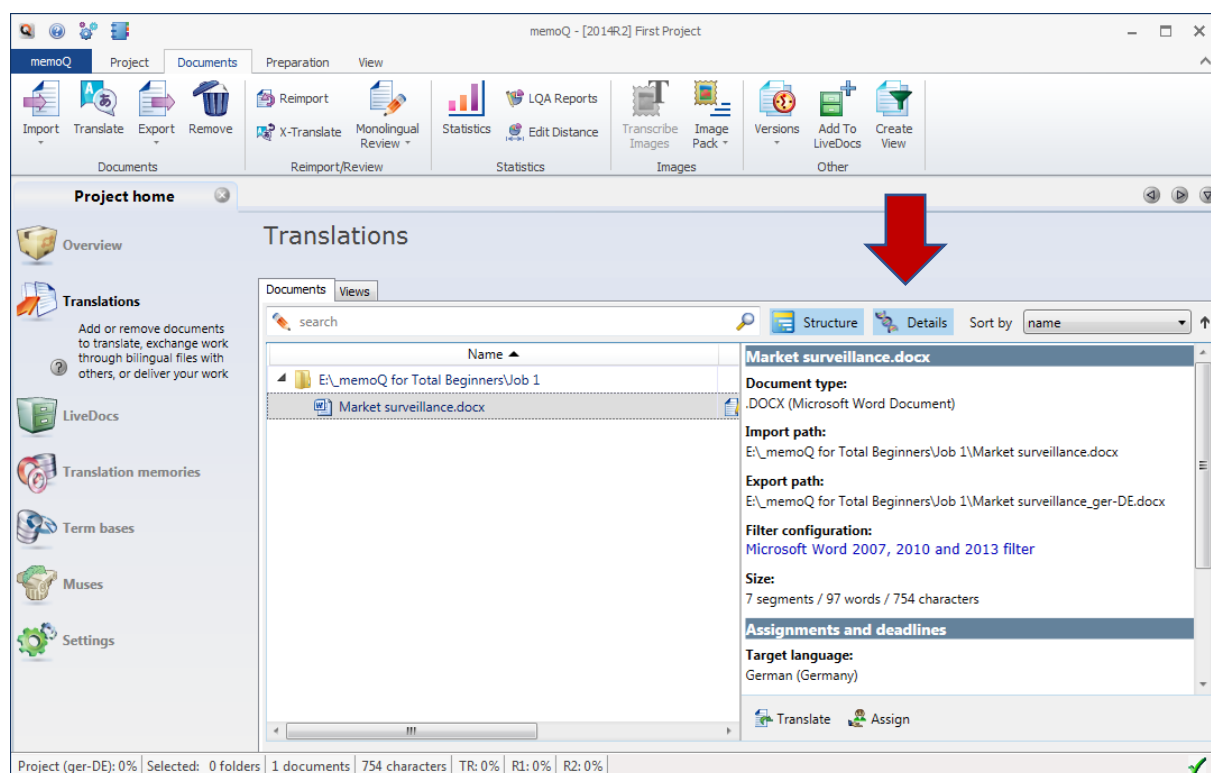 memoQ - [2014R2] First Project
memoQ Project Documents Preparation View
Import Translate Export Remove
Documents
Reimport
X-Translate
Monolingual
Review
Reimport/Review
Statistics
LQA Reports
Edit Distance
Statistics
Transcribe
Images
Image
Pack
Images
Versions
Add To
LiveDocs
Create
View
Other
Project home
Overview
Translations
Add or remove documents
to translate, exchange work
through bilingual files with
others, or deliver your work
LiveDocs
Translation memories
Term bases
Muses
Settings
Translations
Documents Views
search
Structure Details Sort by name
Name
E:\_memoQ for Total Beginners\Job 1
Market surveillance.docx
Market surveillance.docx
Document type:
.DOCX (Microsoft Word Document)
Import path:
E:\_memoQ for Total Beginners\Job 1\Market surveillance.docx
Export path:
E:\_memoQ for Total Beginners\Job 1\Market surveillance_ger-DE.docx
Filter configuration:
Microsoft Word 2007, 2010 and 2013 filter
Size:
7 segments / 97 words / 754 characters
Assignments and deadlines
Target language:
German (Germany)
Translate Assign
Project (ger-DE): 0% Selected: 0 folders 1 documents 754 characters TR: 0% R1: 0% R2: 0%